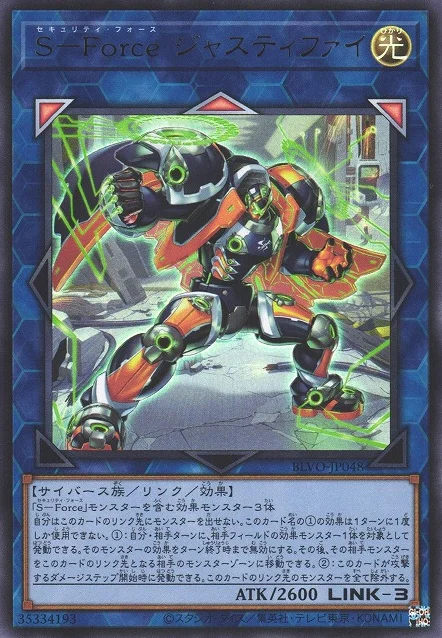 セキュリティ・フォース
S－Force ジャスティファイ
ひかり
光
BLVO-JP048
【サイバース族／リンク／効果】
「S-Force」モンスターを含む効果モンスター３体
自分はこのカードのリンク先にモンスターを出せない。このカード名の①の効果は１ターンに１度
しか使用できない。①：自分・相手ターンに、相手フィールドの効果モンスター１体を対象として
発動できる。そのモンスターの効果をターン終了時まで無効にする。その後、その相手モンスター
をこのカードのリンク先となる相手のモンスターゾーンに移動できる。②：このカードが攻撃
するダメージステップ開始時に発動できる。このカードのリンク先のモンスターを全て除外する。
ATK/2600 LINK-3
35334193 ©スタジオ・ダイス／集英社・テレビ東京・KONAMI